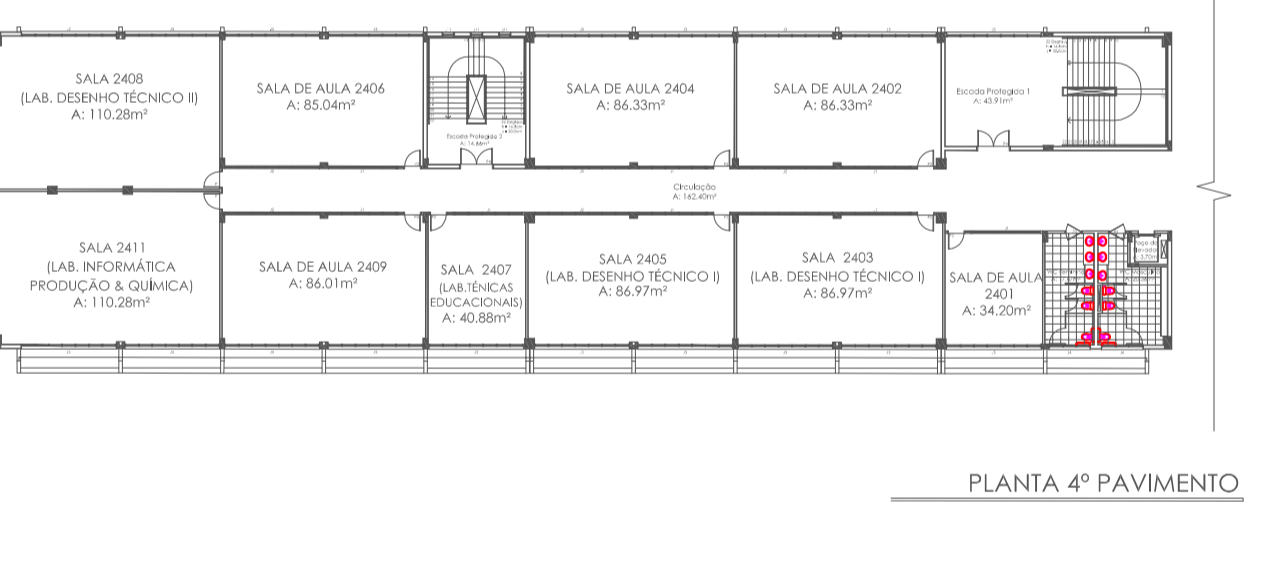 SALA 2408
(LAB. DESENHO TÉCNICO II)
A: 110.28m²
SALA DE AULA 2406
A: 85.04m²
Escada Protegida 2
SALA DE AULA 2404
A: 86.33m²
SALA DE AULA 2402
A: 86.33m²
Escada Protegida 1
A: 43.91m²
Circulação
A: 162.40m²
SALA 2411
(LAB. INFORMÁTICA
PRODUÇÃO & QUÍMICA)
A: 110.28m²
SALA DE AULA 2409
A: 86.01m²
SALA 2407
(LAB.TÉNICAS
EDUCACIONAIS)
A: 40.88m²
SALA 2405
(LAB. DESENHO TÉCNICO I)
A: 86.97m²
SALA 2403
(LAB. DESENHO TÉCNICO I)
A: 86.97m²
SALA DE AULA
2401
A: 34.20m²
PLANTA 4º PAVIMENTO